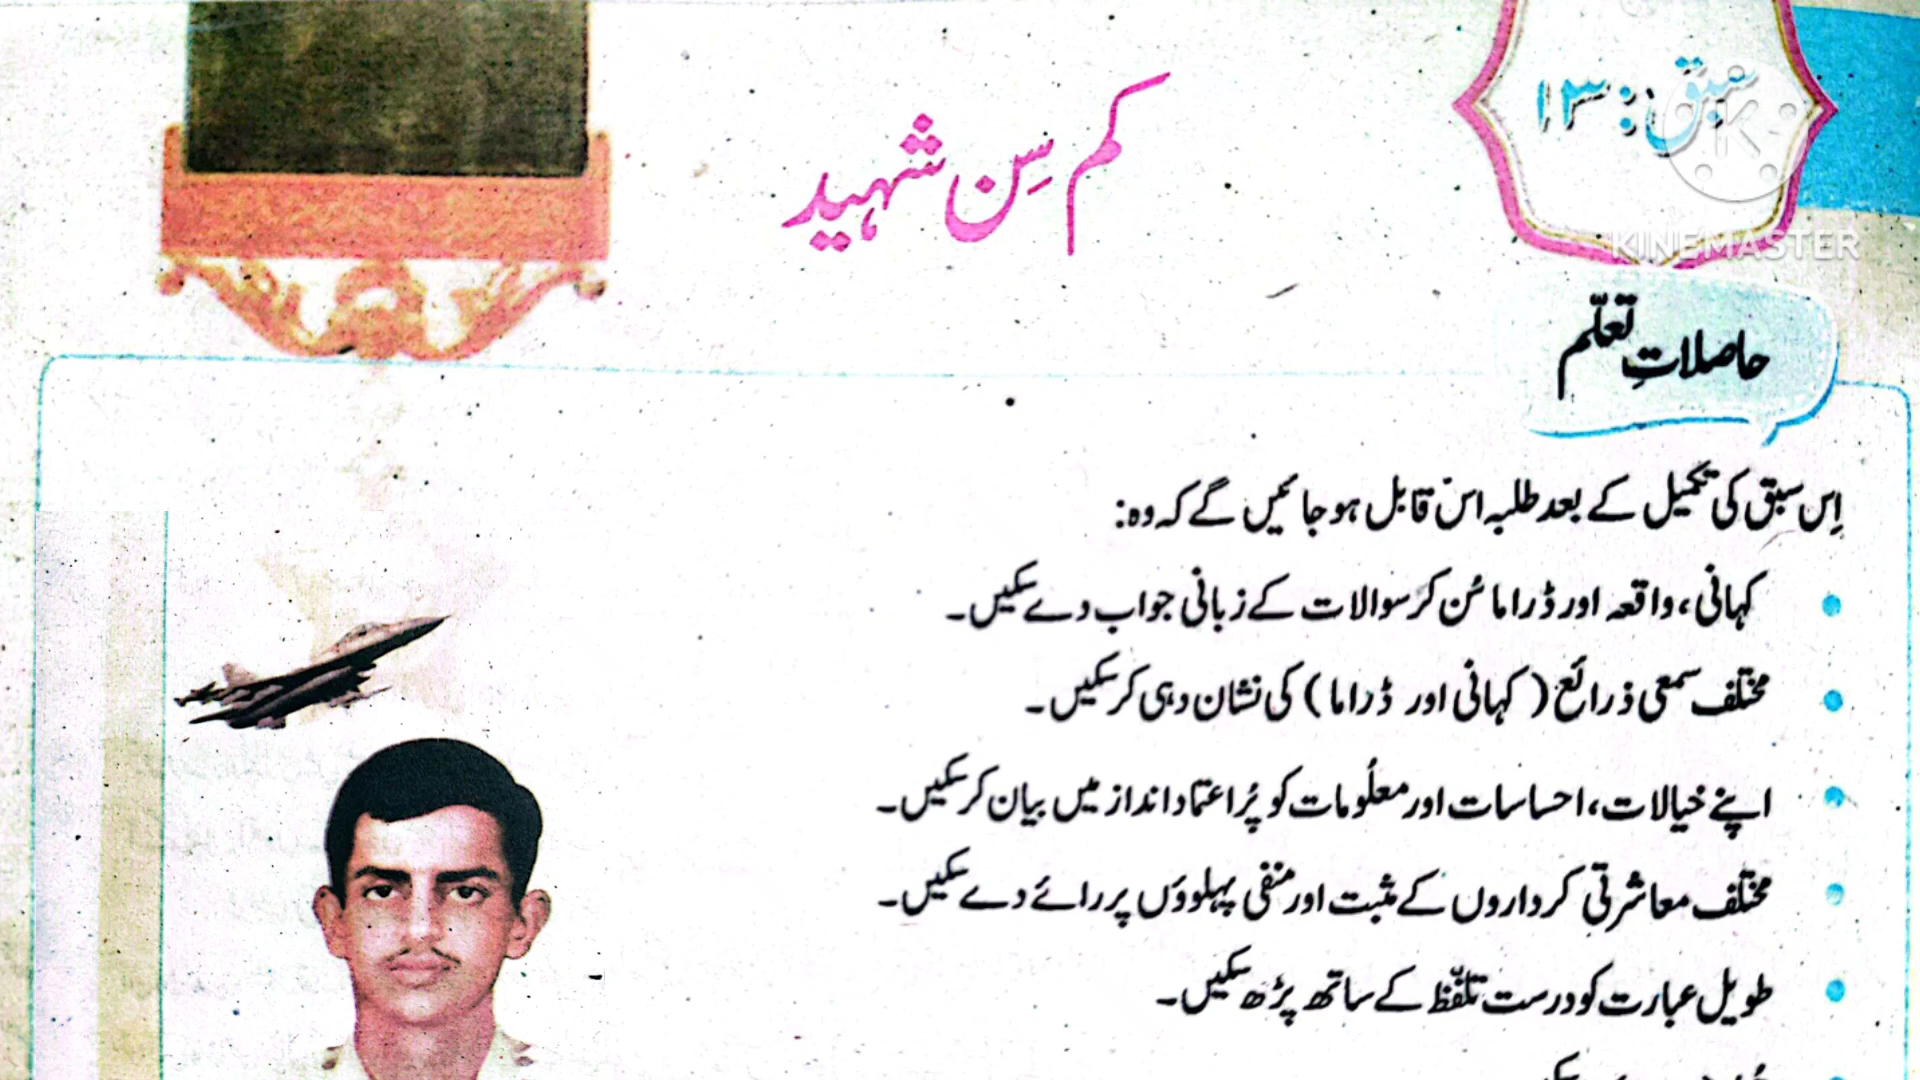 سبق: ۱۳
KINEMASTER
کم سِن شہید
حاصلاتِ تعلّم
اِس سبق کی تکمیل کے بعد طلبہ اس قابل ہو جائیں گے کہ وہ:
کہانی، واقعہ اور ڈراما سُن کر سوالات کے زبانی جواب دے سکیں۔
مختلف سمعی ذرائع ( کہانی اور ڈراما ) کی نشان دہی کر سکیں۔
اپنے خیالات، احساسات اور معلُومات کو پُر اعتماد انداز میں بیان کر سکیں۔
مختلف معاشرتی کرداروں کے مثبت اور منفی پہلوؤں پر رائے دے سکیں۔
طویل عبارت کو درست تلفّظ کے ساتھ پڑھ سکیں۔